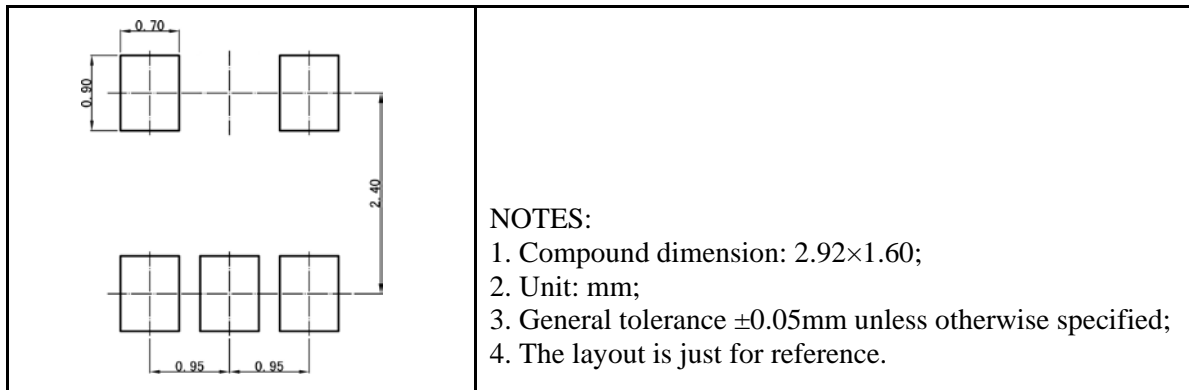 0.70
0.90
2.40
0.95 0.95
NOTES:
1. Compound dimension: 2.92×1.60;
2. Unit: mm;
3. General tolerance ±0.05mm unless otherwise specified;
4. The layout is just for reference.